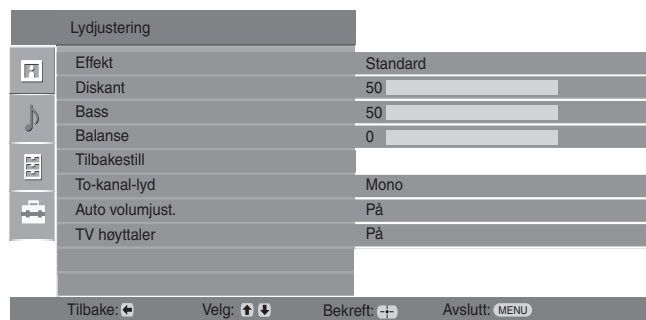 Lydjustering
Effekt Standard
Diskant 50
Bass 50
Balanse 0
Tilbakestill
To-kanal-lyd Mono
Auto volumjust. På
TV høyttaler På
Tilbake: Velg: Bekreft: Avslutt: MENU